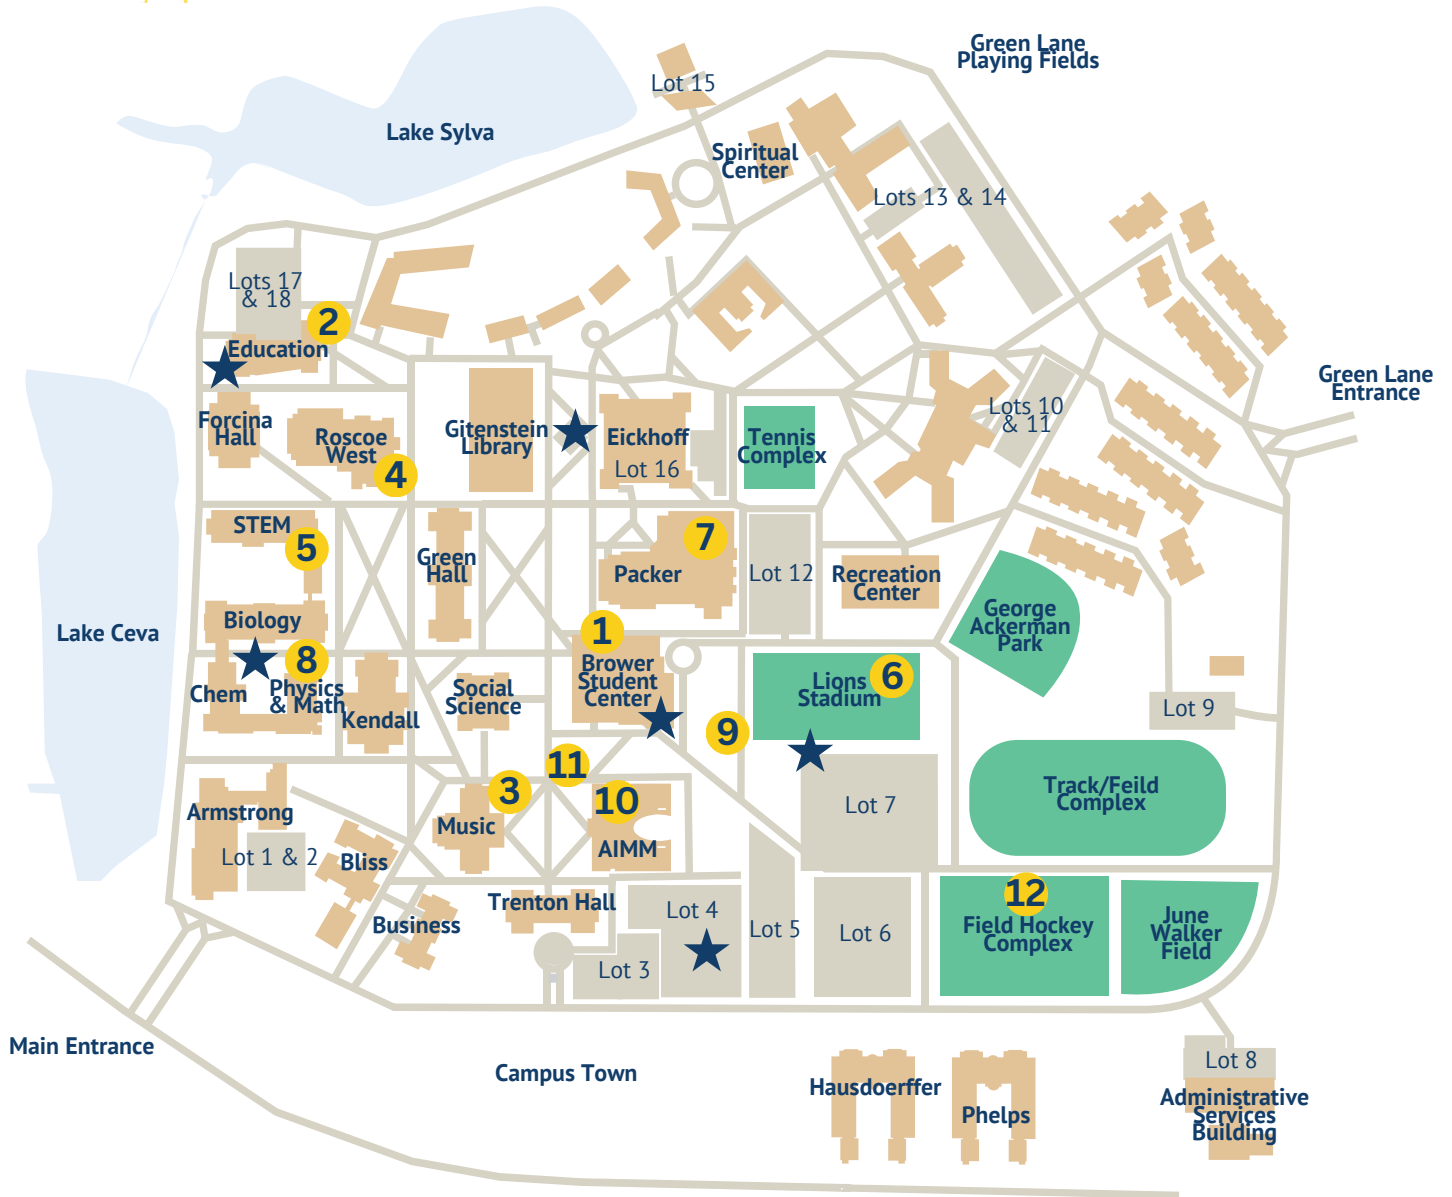 Green Lane
Playing Fields
Lot 15
Lake Sylva
Spiritual
Center
Lots 13 & 14
Lots 17
& 18
2
Education
Green Lane
Entrance
Forcina
Hall
Roscoe
West
4
Gitenstein
Library
Eickhoff
Lot 16
Tennis
Complex
Lots 10
& 11
STEM
5
Green
Hall
7
Packer
Lot 12
Recreation
Center
George
Ackerman
Park
Lake Ceva
Biology
8
Chem
Physics
& Math
Kendall
Social
Science
1
Brower
Student
Center
Lions
Stadium
6
Lot 9
9
11
3
10
Armstrong
Music
AIMM
Lot 7
Track/Feild
Complex
Lot 1 & 2
Bliss
Business
Trenton Hall
Lot 4
Lot 5
Lot 6
12
Field Hockey
Complex
June
Walker
Field
Lot 3
Main Entrance
Campus Town
Hausdoerffer
Phelps
Lot 8
Administrative
Services
Building